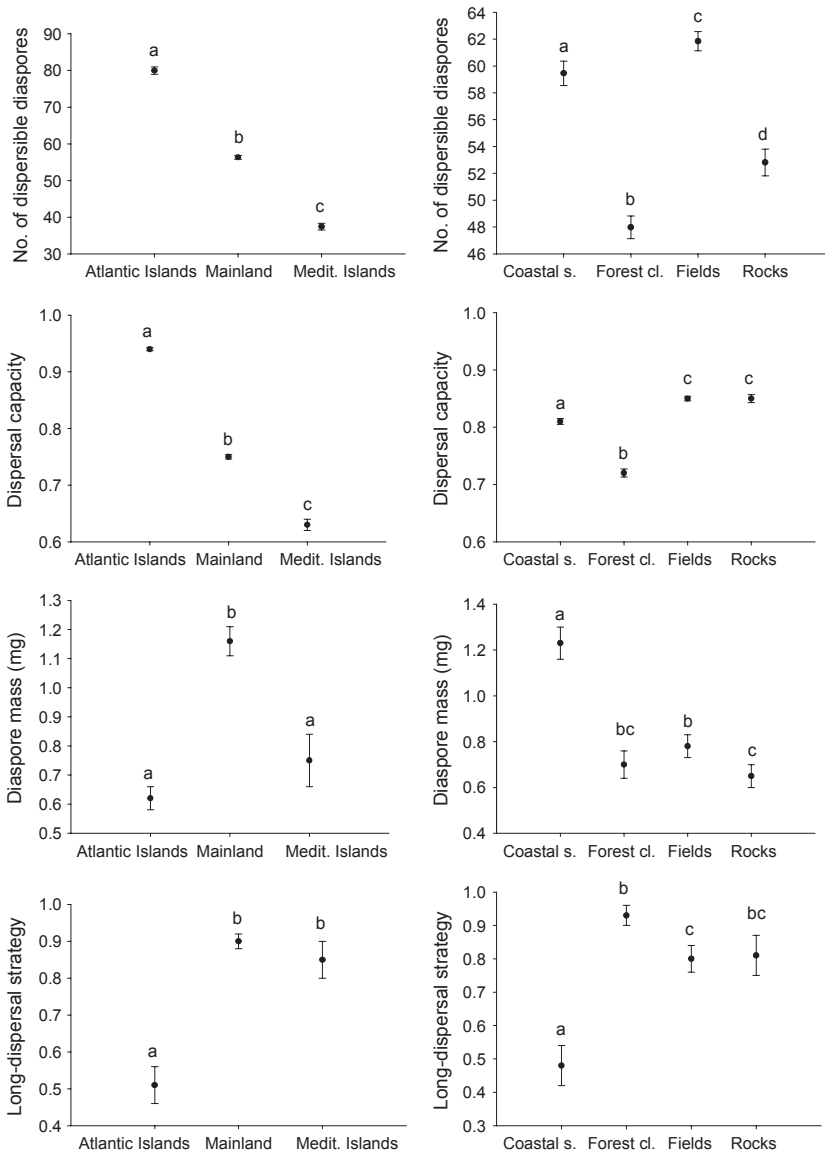 No. of dispersible diaspores
90
80
70
60
50
40
30
a
b
c
Atlantic Islands Mainland Medit. Islands
No. of dispersible diaspores
64
62
60
58
56
54
52
50
48
46
a
b
c
d
Coastal s. Forest cl. Fields Rocks
Dispersal capacity
1.0
0.9
0.8
0.7
0.6
a
b
c
Atlantic Islands Mainland Medit. Islands
Dispersal capacity
1.0
0.9
0.8
0.7
0.6
a
b
c
c
Coastal s. Forest cl. Fields Rocks
Diaspore mass (mg)
1.3
1.2
1.1
1.0
0.9
0.8
0.7
0.6
0.5
a
b
a
Atlantic Islands Mainland Medit. Islands
Diaspore mass (mg)
1.4
1.2
1.0
0.8
0.6
0.4
a
bc
b
c
Coastal s. Forest cl. Fields Rocks
Long-dispersal strategy
1.0
0.9
0.8
0.7
0.6
0.5
0.4
a
b
b
Atlantic Islands Mainland Medit. Islands
Long-dispersal strategy
1.0
0.9
0.8
0.7
0.6
0.5
0.4
0.3
a
b
c
bc
Coastal s. Forest cl. Fields Rocks